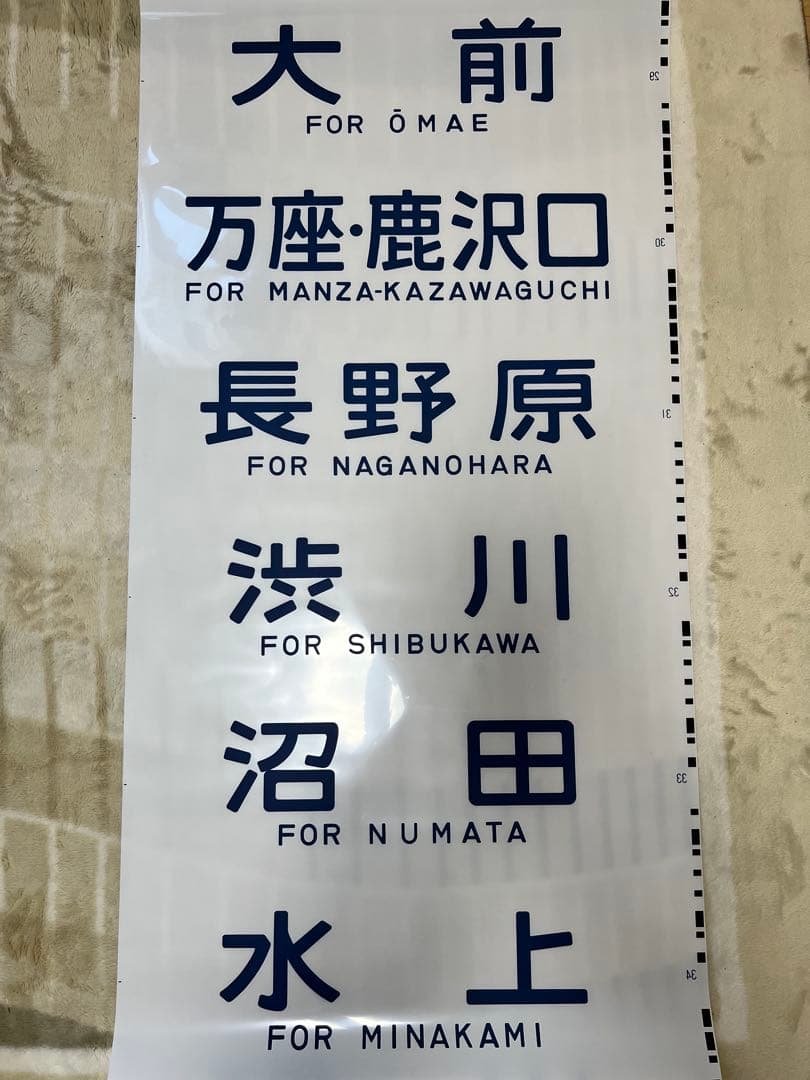 大前
FOR ŌMAE
29
万座・鹿沢口
FOR MANZA-KAZAWAGUCHI
30
長野原
FOR NAGANOHARA
31
渋川
FOR SHIBUKAWA
32
沼田
FOR NUMATA
33
水上
FOR MINAKAMI
34